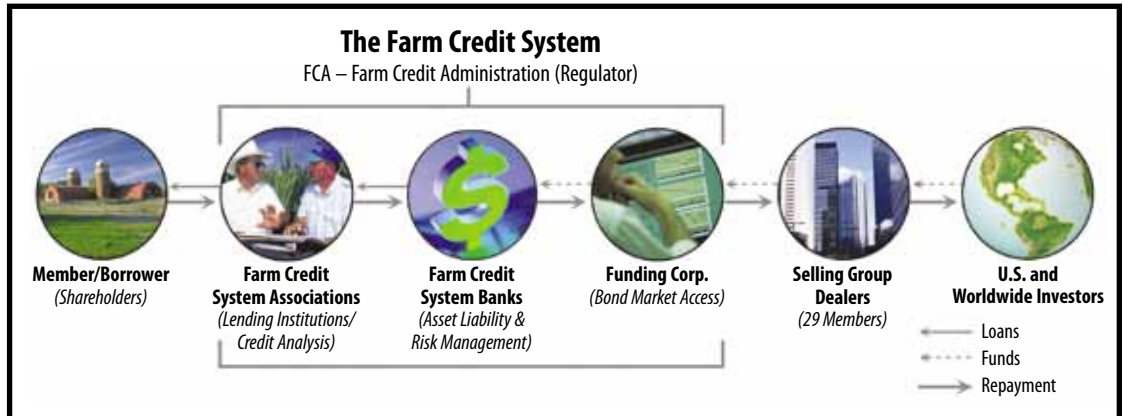 The Farm Credit System
FCA – Farm Credit Administration (Regulator)
Member/Borrower
(Shareholders)
Farm Credit
System Associations
(Lending Institutions/
Credit Analysis)
Farm Credit
System Banks
(Asset Liability &
Risk Management)
Funding Corp.
(Bond Market Access)
Selling Group
Dealers
(29 Members)
U.S. and
Worldwide Investors
Loans
Funds
Repayment